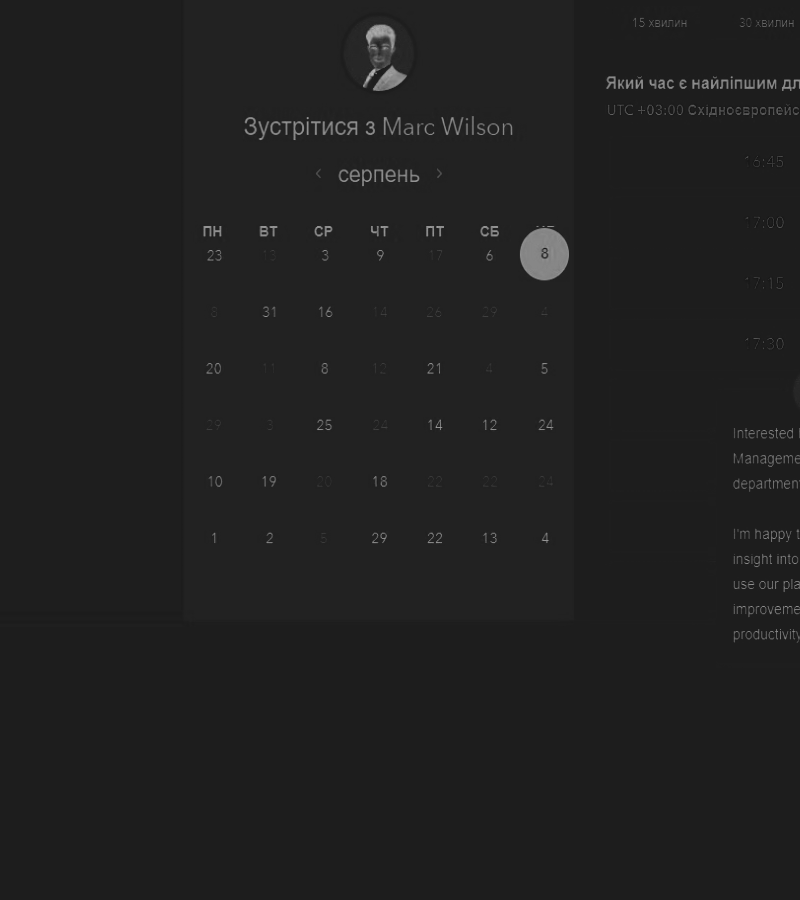 15 хвилин 30 хвилин
Який час є найліпшим дл
UTC +03:00 Східноєвропейс
16:45
17:00
17:15
17:30
Зустрітися з Marc Wilson
‹ серпень ›
ПН ВТ СР ЧТ ПТ СБ
23 13 3 9 17 6 8
8 31 16 14 26 29 4
20 11 8 12 21 4 5
29 3 25 24 14 12 24
10 19 20 18 22 22 24
1 2 5 29 22 13 4
Interested
Manageme
department
I'm happy t
insight into
use our pla
improveme
productivity